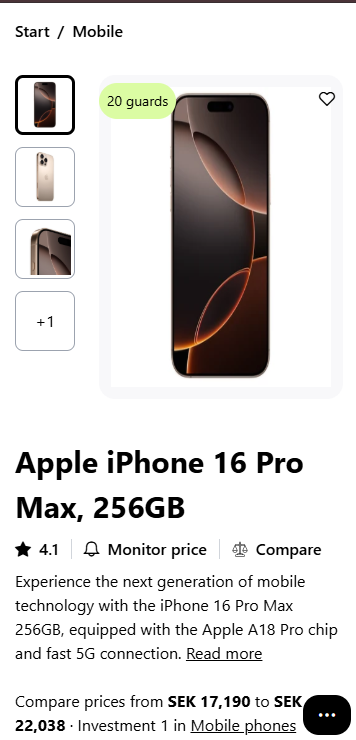 Start / Mobile
20 guards
+1
Apple iPhone 16 Pro
Max, 256GB
4.1 Monitor price Compare
Experience the next generation of mobile
technology with the iPhone 16 Pro Max
256GB, equipped with the Apple A18 Pro chip
and fast 5G connection. Read more
Compare prices from SEK 17,190 to SEK
22,038 · Investment 1 in Mobile phones